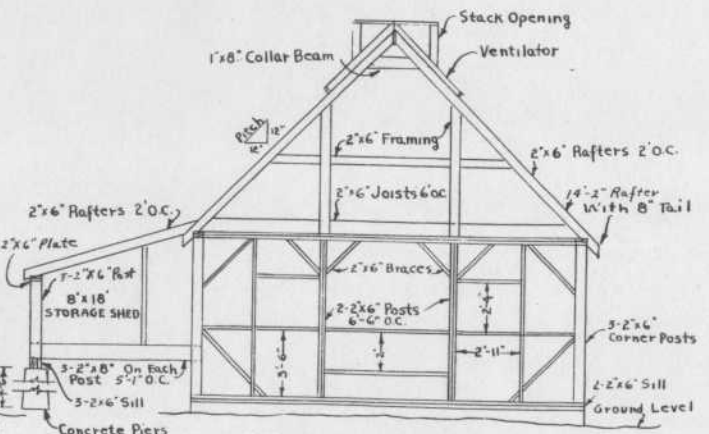 Stack Opening
1"x8" Collar Beam
Ventilator
Pitch
12"
12"
2"x6" Framing
2"x6" Rafters 2'O.C.
2"x6" Joists 6'oc
14'-2" Rafter
With 8" Tail
2"x6" Rafters 2'O.C.
2"x6" Plate
3-2"x6" Post
8'x18'
STORAGE SHED
2"x6" Braces
2-2"x6" Posts
6'-6" O.C.
2'-4"
3'-6"
2'-11"
3-2"x6"
Corner Posts
3-2"x8" On Each
Post 5'-1" O.C.
3-2x6" Sill
2-2"x6" Sill
Ground Level
Concrete Piers